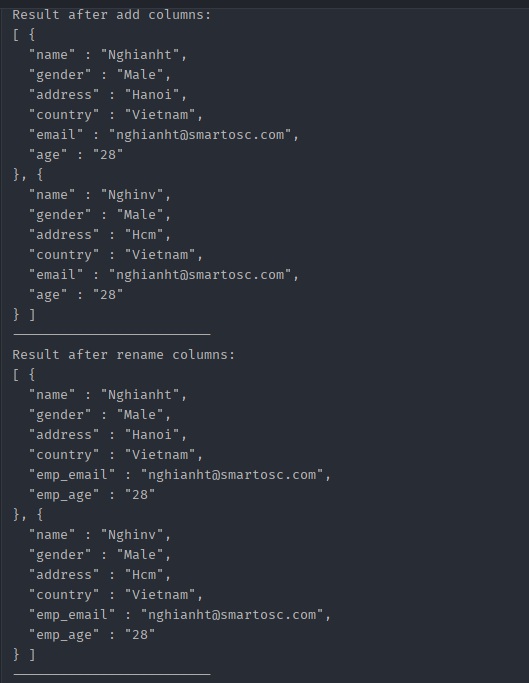 Result after add columns:
[ {
  "name" : "Nghianht",
  "gender" : "Male",
  "address" : "Hanoi",
  "country" : "Vietnam",
  "email" : "nghianht@smartosc.com",
  "age" : "28"
}, {
  "name" : "Nghinv",
  "gender" : "Male",
  "address" : "Hcm",
  "country" : "Vietnam",
  "email" : "nghianht@smartosc.com",
  "age" : "28"
} ]
-------------------------
Result after rename columns:
[ {
  "name" : "Nghianht",
  "gender" : "Male",
  "address" : "Hanoi",
  "country" : "Vietnam",
  "emp_email" : "nghianht@smartosc.com",
  "emp_age" : "28"
}, {
  "name" : "Nghinv",
  "gender" : "Male",
  "address" : "Hcm",
  "country" : "Vietnam",
  "emp_email" : "nghianht@smartosc.com",
  "emp_age" : "28"
} ]
-------------------------